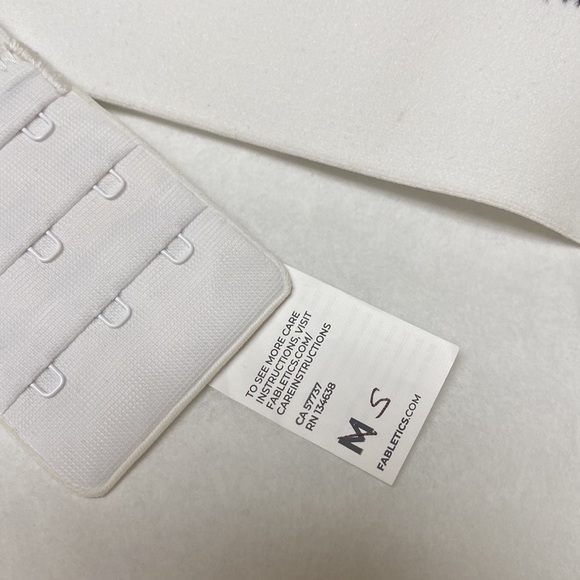 TO SEE MORE CARE
INSTRUCTIONS, VISIT
FABLETICS.COM/
CAREINSTRUCTIONS
CA 57737
RN 134638
M S
FABLETICS.COM